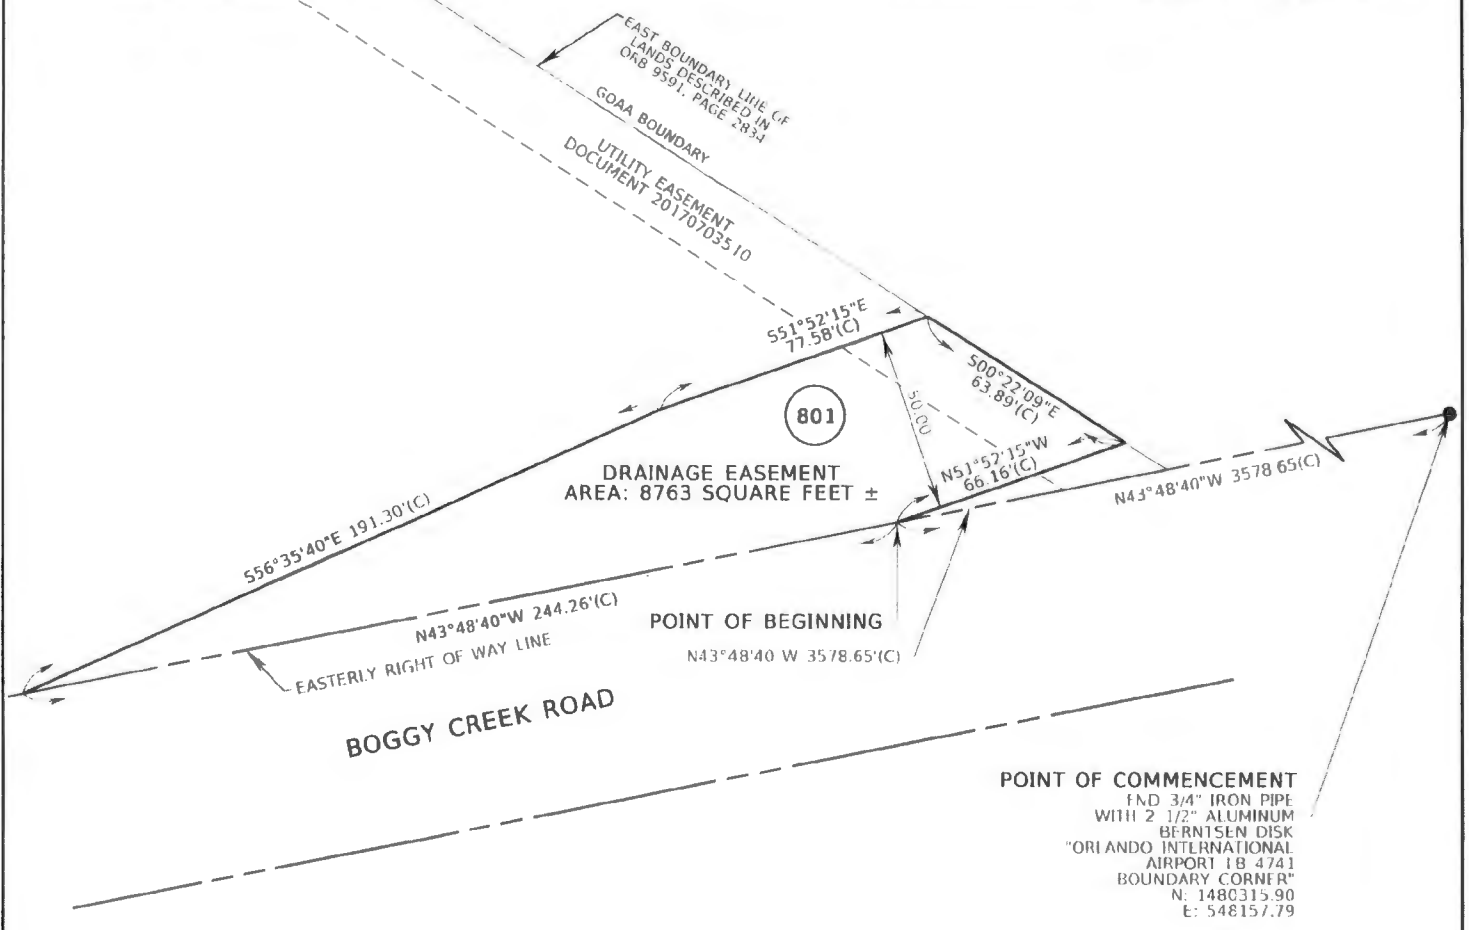 EAST BOUNDARY LINE OF
LANDS DESCRIBED IN
ORB 9591, PAGE 2834
GOAA BOUNDARY
UTILITY EASEMENT
DOCUMENT 20170703510
S51°52'15"E
77.58'(C)
S00°22'09"E
63.89'(C)
801
50.00
N51°52'15"W
66.16'(C)
DRAINAGE EASEMENT
AREA: 8763 SQUARE FEET ±
N43°48'40"W 3578 65(C)
S56°35'40"E 191.30'(C)
N43°48'40"W 244.26'(C)
POINT OF BEGINNING
N43°48'40 W 3578.65'(C)
EASTERLY RIGHT OF WAY LINE
BOGGY CREEK ROAD
POINT OF COMMENCEMENT
FND 3/4" IRON PIPE
WITH 2 1/2" ALUMINUM
BERNTSEN DISK
"ORLANDO INTERNATIONAL
AIRPORT LB 4741
BOUNDARY CORNER"
N: 1480315.90
E: 548157.79